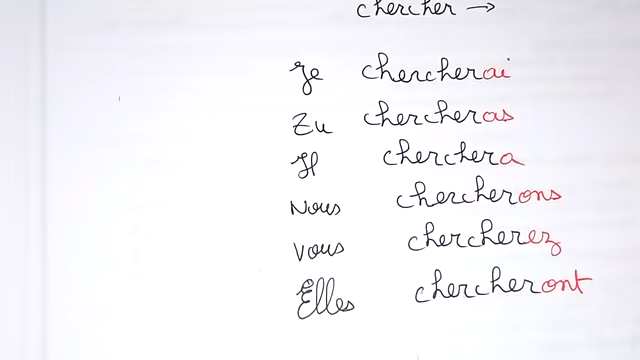 chercher →
Je chercherai
Tu chercheras
Il cherchera
Nous chercherons
Vous chercherez
Elles chercheront